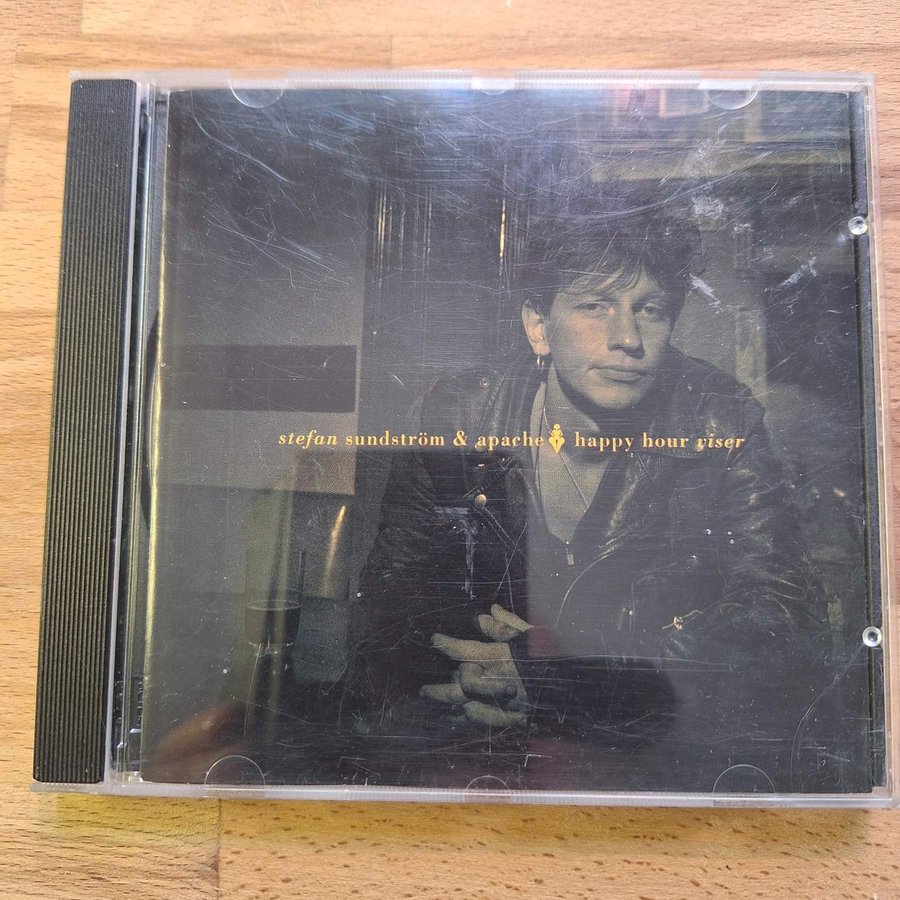 stefan sundström & apache happy hour viser